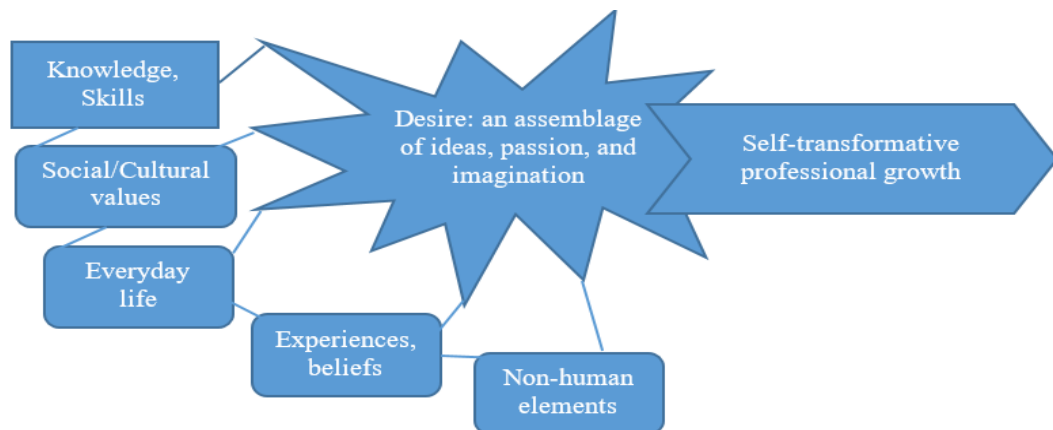 Knowledge,
Skills
Social/Cultural
values
Everyday
life
Experiences,
beliefs
Non-human
elements
Desire: an assemblage
of ideas, passion, and
imagination
Self-transformative
professional growth